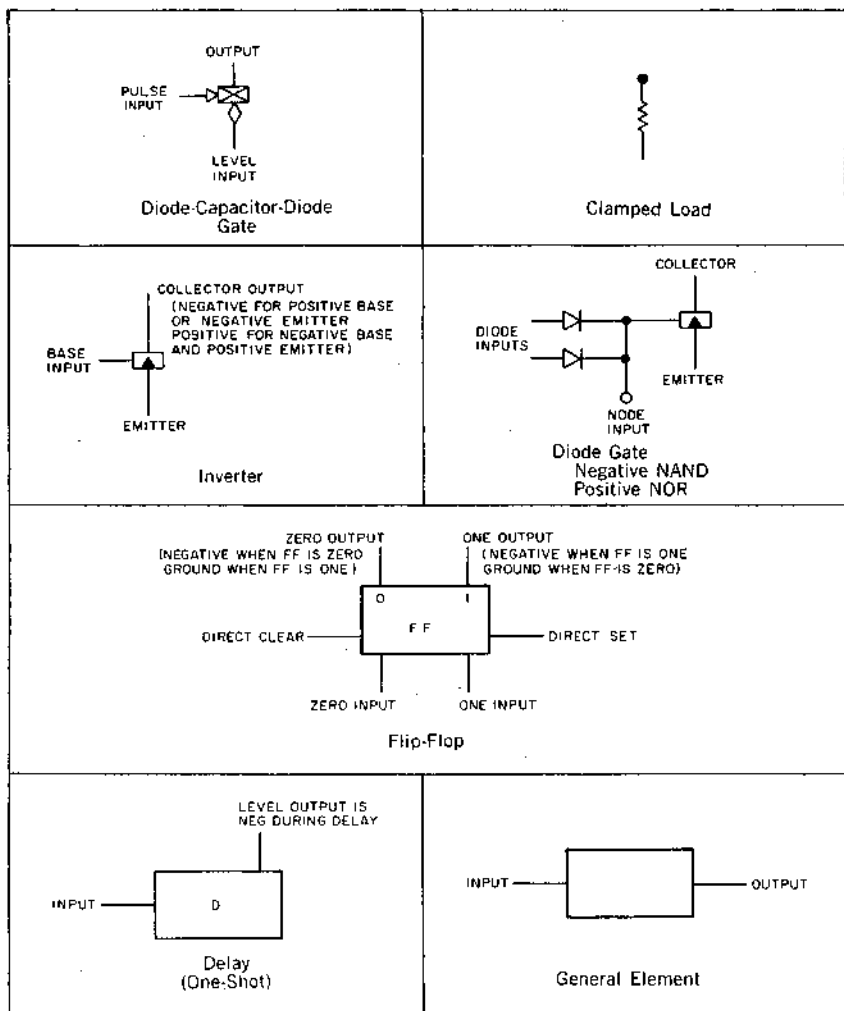 OUTPUT
PULSE
INPUT
LEVEL
INPUT
Diode-Capacitor-Diode
Gate
Clamped Load
COLLECTOR OUTPUT
(NEGATIVE FOR POSITIVE BASE
OR NEGATIVE EMITTER
POSITIVE FOR NEGATIVE BASE
AND POSITIVE EMITTER)
BASE
INPUT
EMITTER
Inverter
COLLECTOR
DIODE
INPUTS
EMITTER
NODE
INPUT
Diode Gate
Negative NAND
Positive NOR
ZERO OUTPUT
(NEGATIVE WHEN FF IS ZERO
GROUND WHEN FF IS ONE)
ONE OUTPUT
(NEGATIVE WHEN FF IS ONE
GROUND WHEN FF IS ZERO)
0
1
FF
DIRECT CLEAR
DIRECT SET
ZERO INPUT
ONE INPUT
Flip-Flop
LEVEL OUTPUT IS
NEG DURING DELAY
INPUT
D
Delay
(One-Shot)
INPUT
OUTPUT
General Element